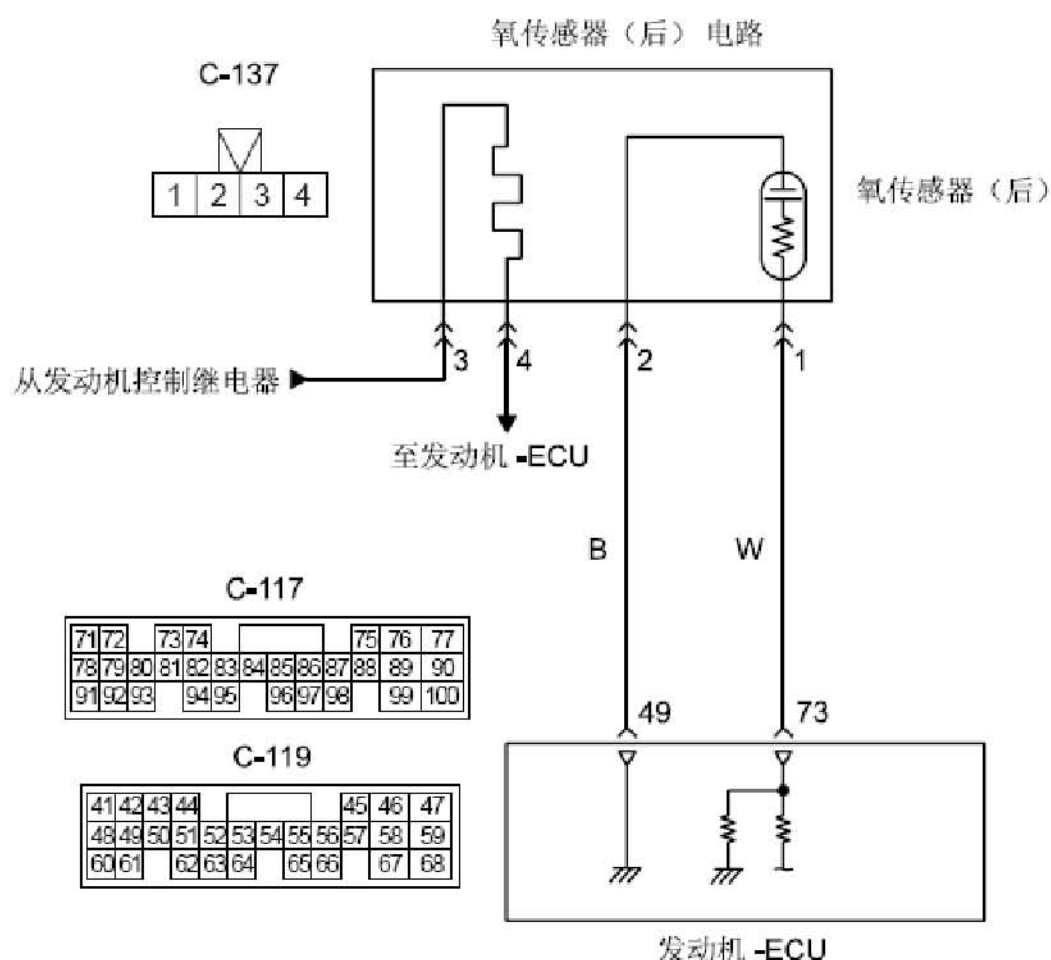 氧传感器（后） 电路
C-137
1 2 3 4
氧传感器（后）
3 4 2 1
从发动机控制继电器
至发动机 -ECU
B W
C-117
71 72 73 74 75 76 77
78 79 80 81 82 83 84 85 86 87 88 89 90
91 92 93 94 95 96 97 98 99 100
49 73
C-119
41 42 43 44 45 46 47
48 49 50 51 52 53 54 55 56 57 58 59
60 61 62 63 64 65 66 67 68
发动机 -ECU